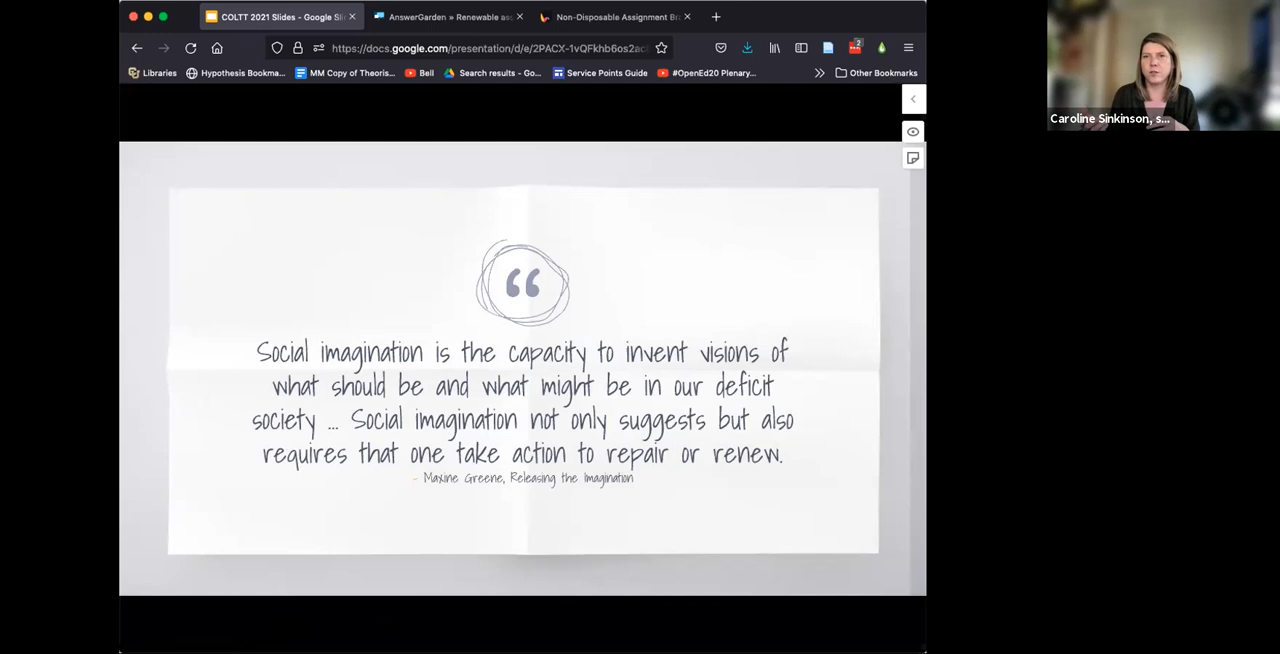 COLTT 2021 Slides - Google Sli
AnswerGarden » Renewable as
Non-Disposable Assignment Br
https://docs.google.com/presentation/d/e/2PACX-1vQFkhb6os2ac
2
Libraries
Hypothesis Bookma...
MM Copy of Theoris...
Bell
Search results - Go...
Service Points Guide
#OpenEd20 Plenary...
Other Bookmarks
Caroline Sinkinson, s...
“
Social imagination is the capacity to invent visions of
what should be and what might be in our deficit
society ... Social imagination not only suggests but also
requires that one take action to repair or renew.
- Maxine Greene, Releasing the Imagination